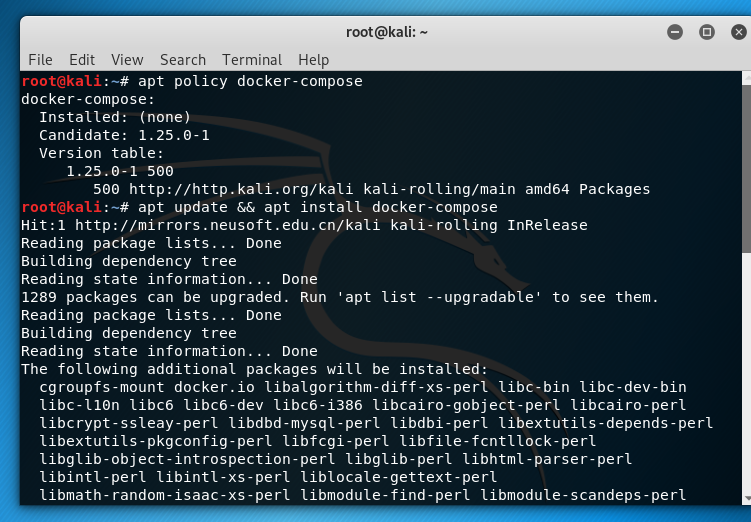 root@kali: ~
File Edit View Search Terminal Help
root@kali:~# apt policy docker-compose
docker-compose:
  Installed: (none)
  Candidate: 1.25.0-1
  Version table:
     1.25.0-1 500
        500 http://http.kali.org/kali kali-rolling/main amd64 Packages
root@kali:~# apt update && apt install docker-compose
Hit:1 http://mirrors.neusoft.edu.cn/kali kali-rolling InRelease
Reading package lists... Done
Building dependency tree
Reading state information... Done
1289 packages can be upgraded. Run 'apt list --upgradable' to see them.
Reading package lists... Done
Building dependency tree
Reading state information... Done
The following additional packages will be installed:
  cgroupfs-mount docker.io libalgorithm-diff-xs-perl libc-bin libc-dev-bin
  libc-l10n libc6 libc6-dev libc6-i386 libcairo-gobject-perl libcairo-perl
  libcrypt-ssleay-perl libdbd-mysql-perl libdbi-perl libextutils-depends-perl
  libextutils-pkgconfig-perl libfcgi-perl libfile-fcntllock-perl
  libglib-object-introspection-perl libglib-perl libhtml-parser-perl
  libintl-perl libintl-xs-perl liblocale-gettext-perl
  libmath-random-isaac-xs-perl libmodule-find-perl libmodule-scandeps-perl